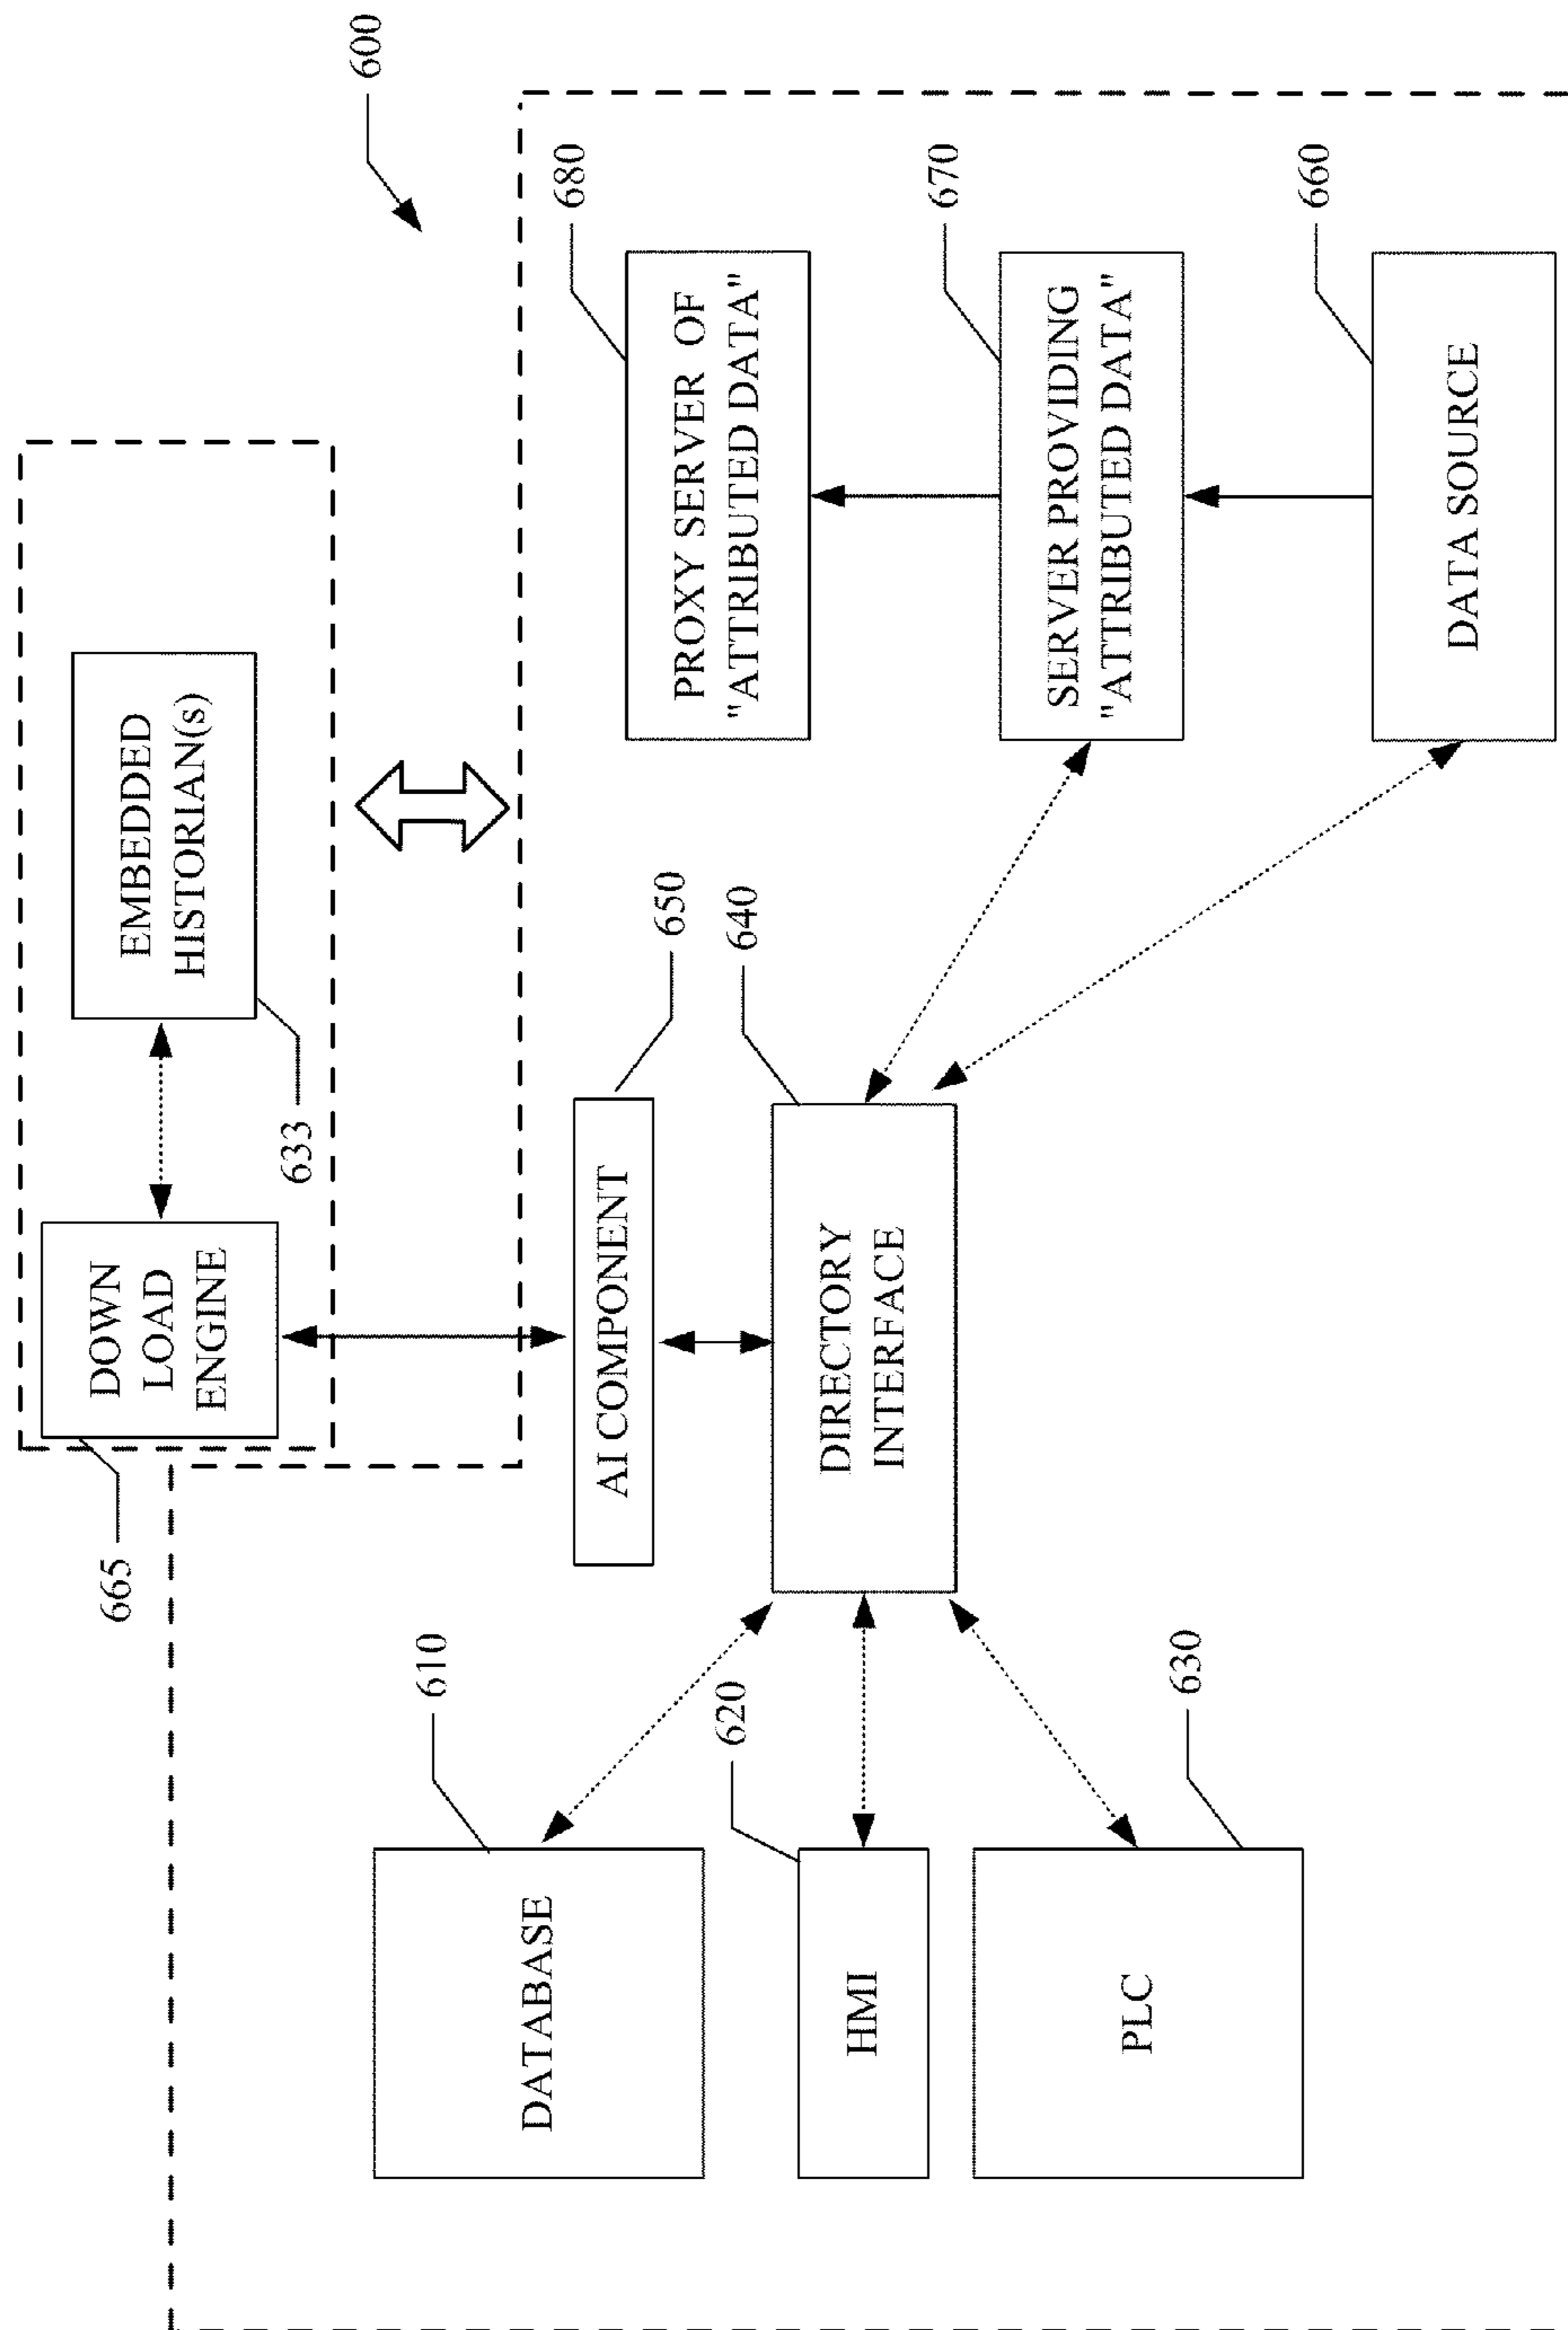 600
DOWN
LOAD
ENGINE
665
EMBEDDED
HISTORIAN(s)
633
DATABASE
610
HMI
620
PLC
630
AI COMPONENT
650
DIRECTORY
INTERFACE
640
PROXY SERVER OF
"ATTRIBUTED DATA"
680
SERVER PROVIDING
"ATTRIBUTED DATA"
670
DATA SOURCE
660